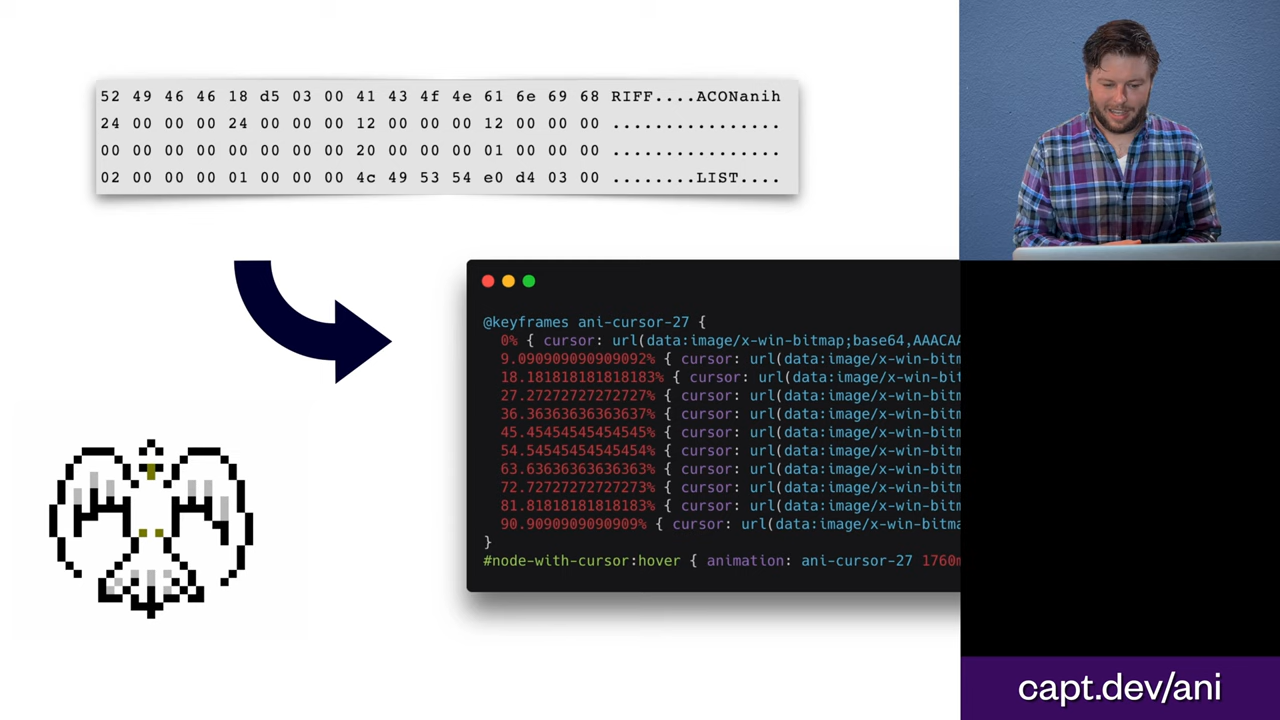 52 49 46 46 18 d5 03 00 41 43 4f 4e 61 6e 69 68 RIFF....ACONanih
24 00 00 00 24 00 00 00 12 00 00 00 12 00 00 00 ................
00 00 00 00 00 00 00 00 20 00 00 00 01 00 00 00 ................
02 00 00 00 01 00 00 00 4c 49 53 54 e0 d4 03 00 ........LIST....
@keyframes ani-cursor-27 {
0% { cursor: url(data:image/x-win-bitmap;base64,AAACAA
9.090909090909092% { cursor: url(data:image/x-win-bitm
18.181818181818183% { cursor: url(data:image/x-win-bit
27.27272727272727% { cursor: url(data:image/x-win-bitm
36.36363636363637% { cursor: url(data:image/x-win-bitm
45.45454545454545% { cursor: url(data:image/x-win-bitm
54.54545454545454% { cursor: url(data:image/x-win-bitm
63.63636363636363% { cursor: url(data:image/x-win-bitm
72.72727272727273% { cursor: url(data:image/x-win-bitm
81.81818181818183% { cursor: url(data:image/x-win-bitm
90.9090909090909% { cursor: url(data:image/x-win-bitma
}
#node-with-cursor:hover { animation: ani-cursor-27 1760m
capt.dev/ani